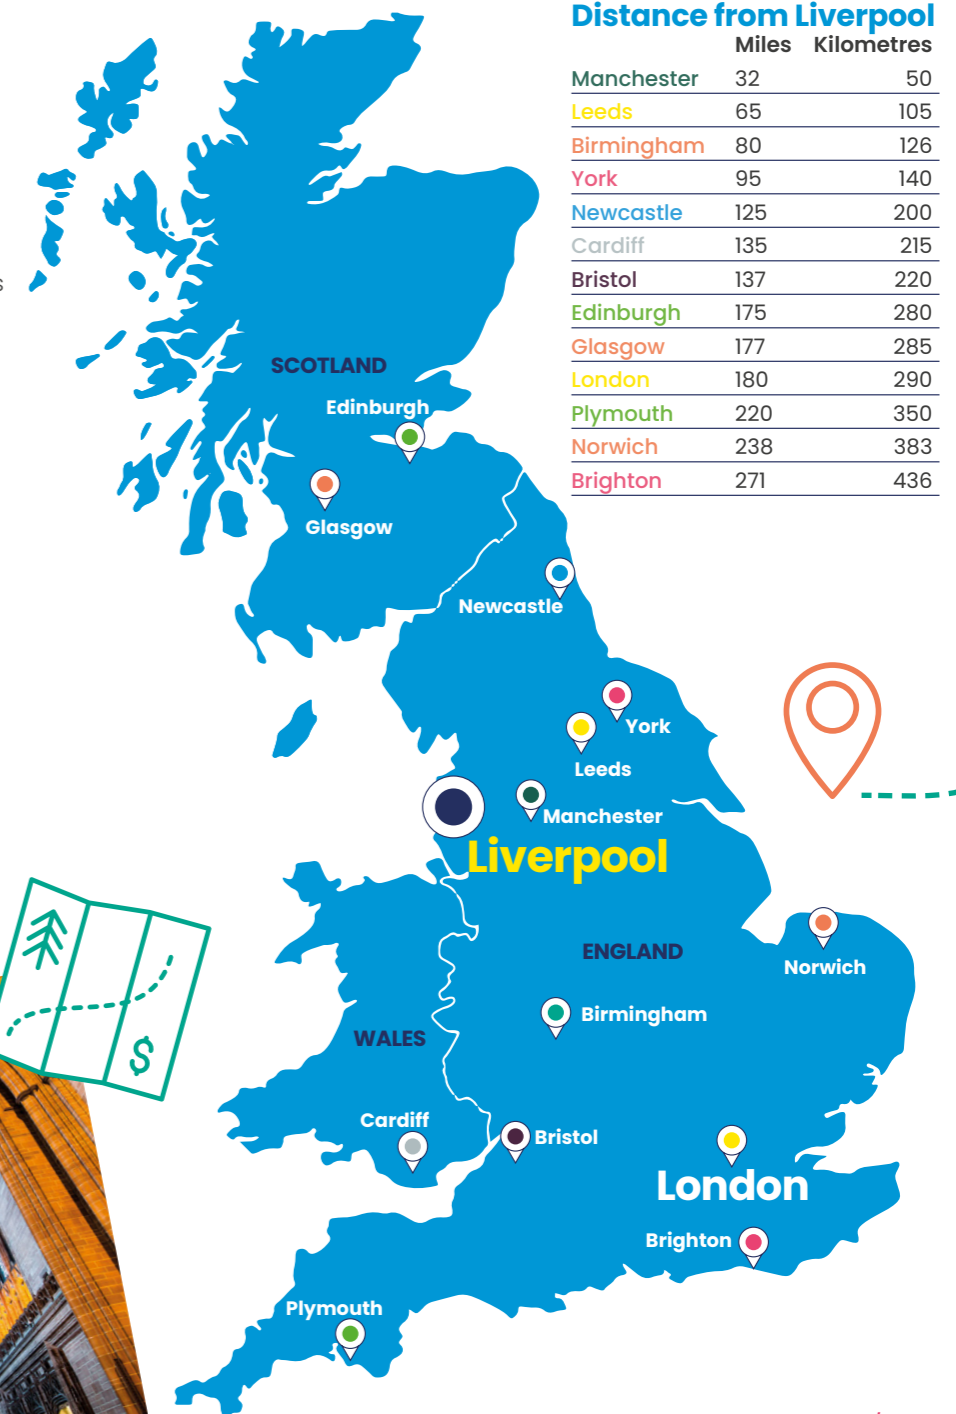 Distance from Liverpool
Miles Kilometres
Manchester 32 50
Leeds 65 105
Birmingham 80 126
York 95 140
Newcastle 125 200
Cardiff 135 215
Bristol 137 220
Edinburgh 175 280
Glasgow 177 285
London 180 290
Plymouth 220 350
Norwich 238 383
Brighton 271 436
s
SCOTLAND
Edinburgh
Glasgow
Newcastle
York
Leeds
Manchester
Liverpool
ENGLAND
Norwich
Birmingham
WALES
Cardiff
Bristol
London
Brighton
Plymouth
$